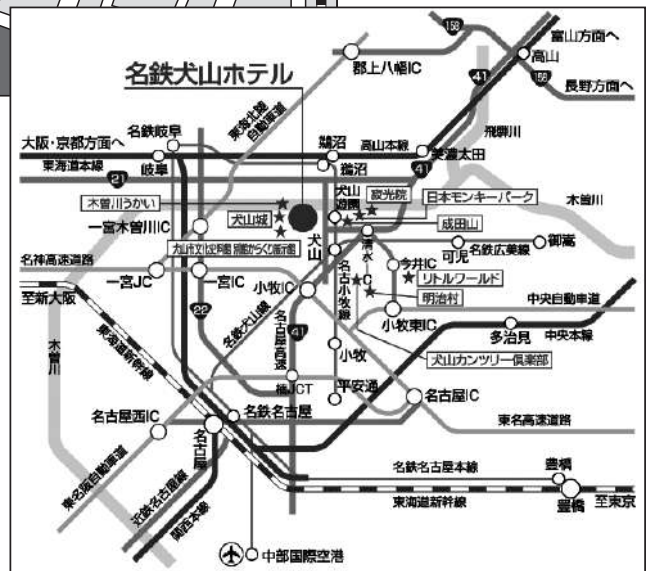 158
富山方面へ
高山
158
長野方面へ
郡上八幡IC
41
名鉄犬山ホテル
東海北陸
自動車道
飛騨川
大阪・京都方面へ
名鉄岐阜
鵜沼
高山本線
美濃太田
東海道本線
岐阜
鵜沼
41
21
木曽川
木曽川うかい
犬山
遊園
寂光院
日本モンキーパーク
犬山城
成田山
一宮木曽川IC
犬山
可児
名鉄広美線
御嵩
名神高速道路
今井IC
リトルワールド
一宮JC
一宮IC
小牧IC
名古屋小牧線
明治村
中央自動車道
至新大阪
22
名鉄犬山線
小牧東IC
多治見
中央本線
東海道新幹線
41
名古屋高速
小牧
犬山カンツリー倶楽部
木曽川
楠JCT
平安通
名古屋IC
名古屋西IC
名鉄名古屋
東名高速道路
名古屋
東名阪自動車道
名鉄名古屋本線
豊橋
近鉄名古屋線
関西本線
東海道新幹線
豊橋
至東京
中部国際空港